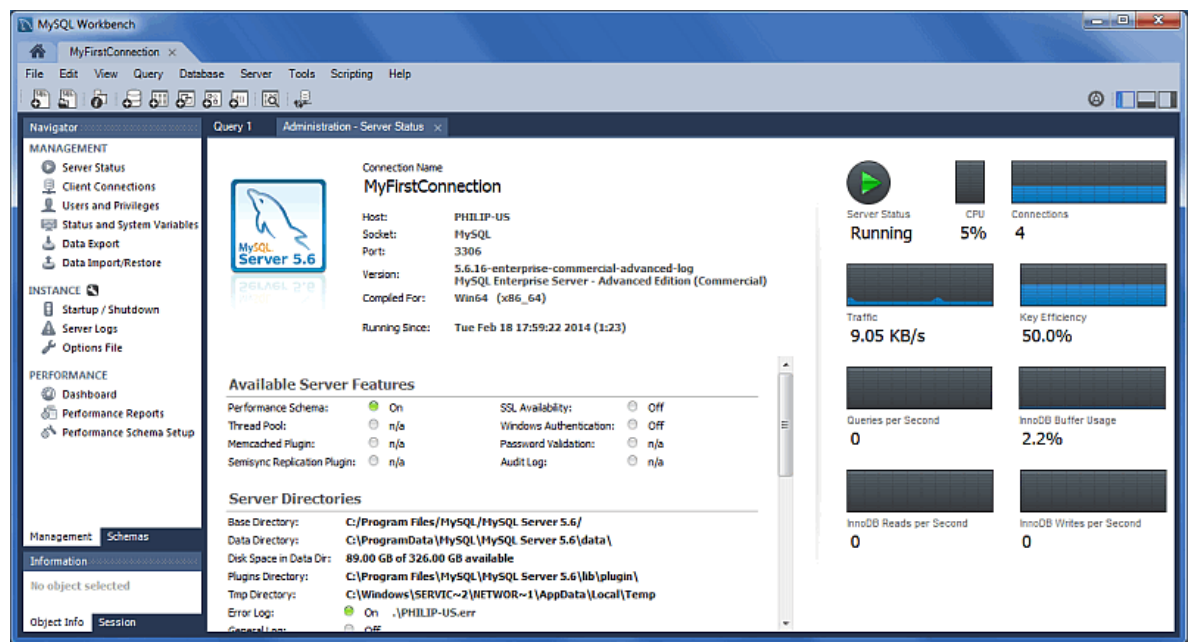 MySQL Workbench
MyFirstConnection
File Edit View Query Database Server Tools Scripting Help
Navigator
MANAGEMENT
Server Status
Client Connections
Users and Privileges
Status and System Variables
Data Export
Data Import/Restore
INSTANCE
Startup / Shutdown
Server Logs
Options File
PERFORMANCE
Dashboard
Performance Reports
Performance Schema Setup
Management Schemas
Information
No object selected
Object Info Session
Query 1 Administration - Server Status
MySQL
Server 5.6
Connection Name
MyFirstConnection
Host: PHILIP-US
Socket: MySQL
Port: 3306
Version: 5.6.16-enterprise-commercial-advanced-log
MySQL Enterprise Server - Advanced Edition (Commercial)
Compiled For: Win64 (x86_64)
Running Since: Tue Feb 18 17:59:22 2014 (1:23)
Available Server Features
Performance Schema: On SSL Availability: Off
Thread Pool: n/a Windows Authentication: Off
Memcached Plugin: n/a Password Validation: n/a
Semisync Replication Plugin: n/a Audit Log: n/a
Server Directories
Base Directory: C:/Program Files/MySQL/MySQL Server 5.6/
Data Directory: C:\ProgramData\MySQL\MySQL Server 5.6\data\
Disk Space in Data Dir: 89.00 GB of 326.00 GB available
Plugins Directory: C:\Program Files\MySQL\MySQL Server 5.6\lib\plugin\
Tmp Directory: C:\Windows\SERVIC~2\NETWOR~1\AppData\Local\Temp
Error Log: On .\PHILIP-US.err
General Log: Off
Server Status CPU Connections
Running 5% 4
Traffic Key Efficiency
9.05 KB/s 50.0%
Queries per Second InnoDB Buffer Usage
0 2.2%
InnoDB Reads per Second InnoDB Writes per Second
0 0